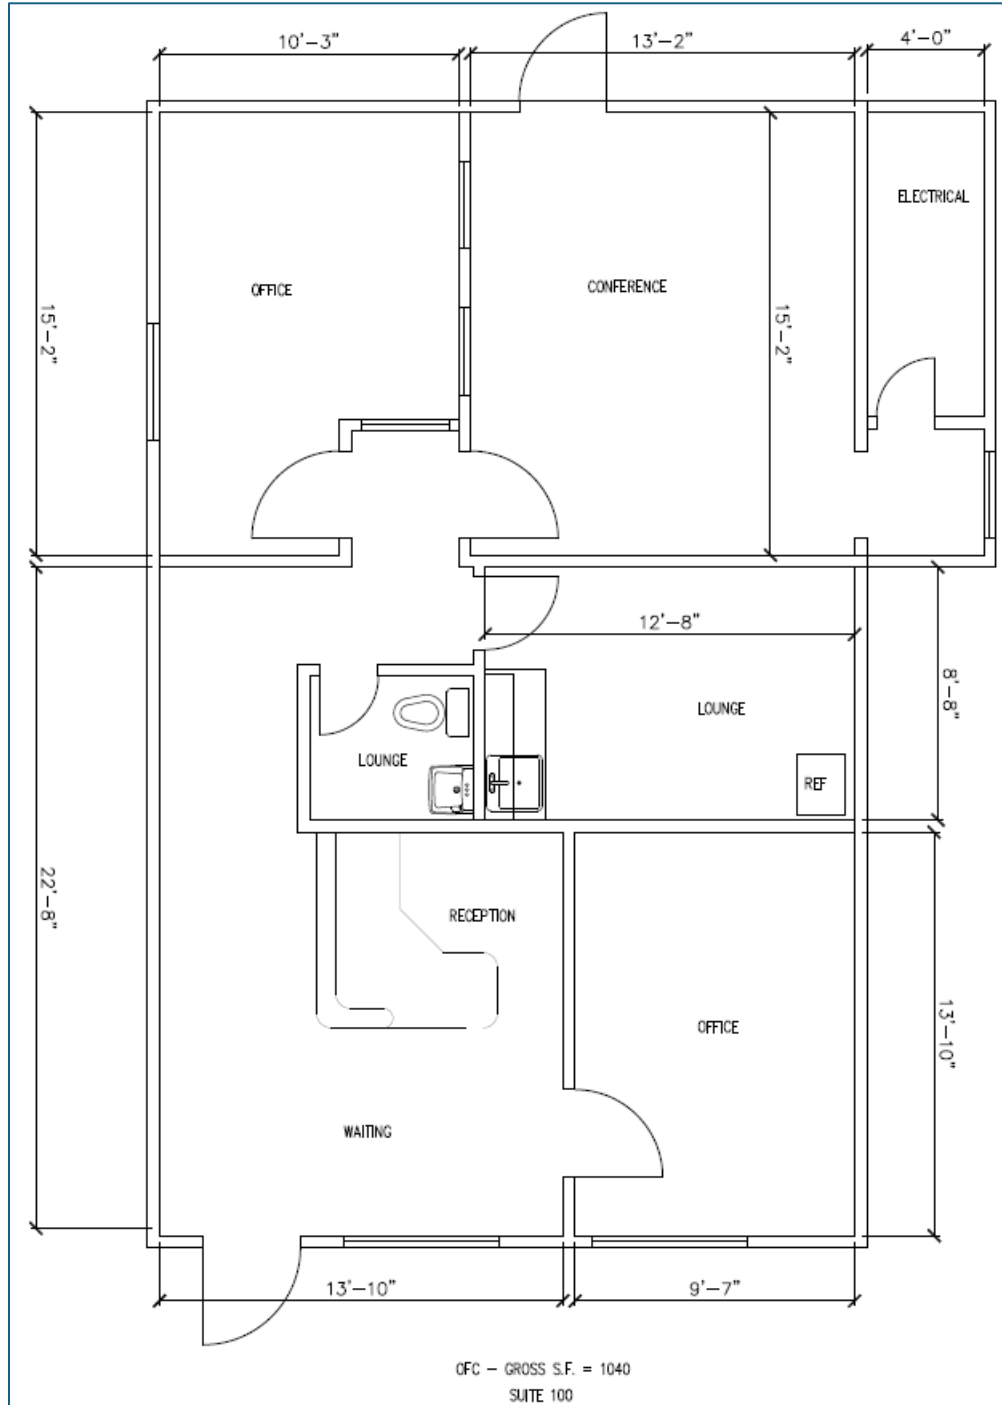 10'-3"
13'-2"
4'-0"
ELECTRICAL
OFFICE
CONFERENCE
15'-2"
15'-2"
12'-8"
8'-8"
LOUNGE
LOUNGE
REF
22'-8"
RECEPTION
13'-10"
OFFICE
WAITING
13'-10"
9'-7"
OFC - GROSS S.F. = 1040
SUITE 100